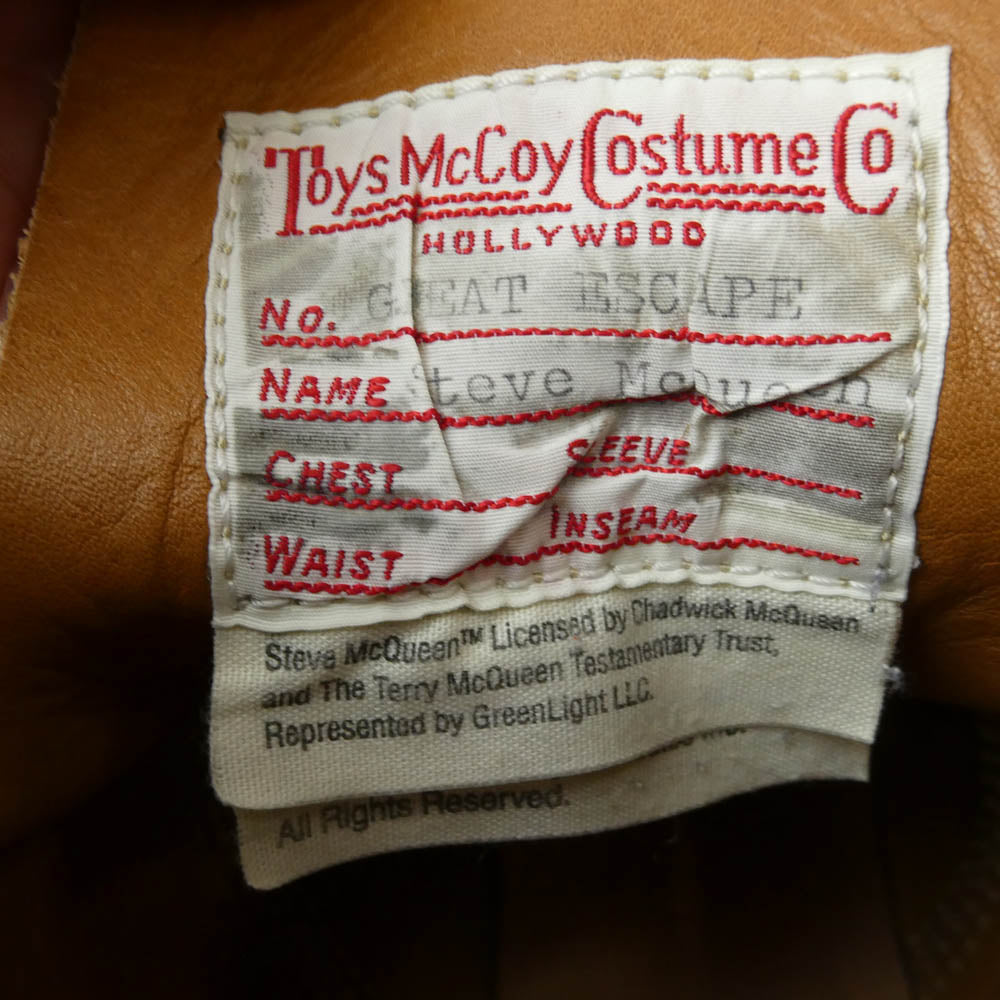 Toys McCoy Costume Co
HOLLYWOOD
No. GREAT ESCAPE
NAME Steve McQueen
CHEST SLEEVE
WAIST INSEAM
Steve McQueen™ Licensed by Chadwick McQueen
and The Terry McQueen Testamentary Trust,
Represented by GreenLight LLC.
All Rights Reserved.